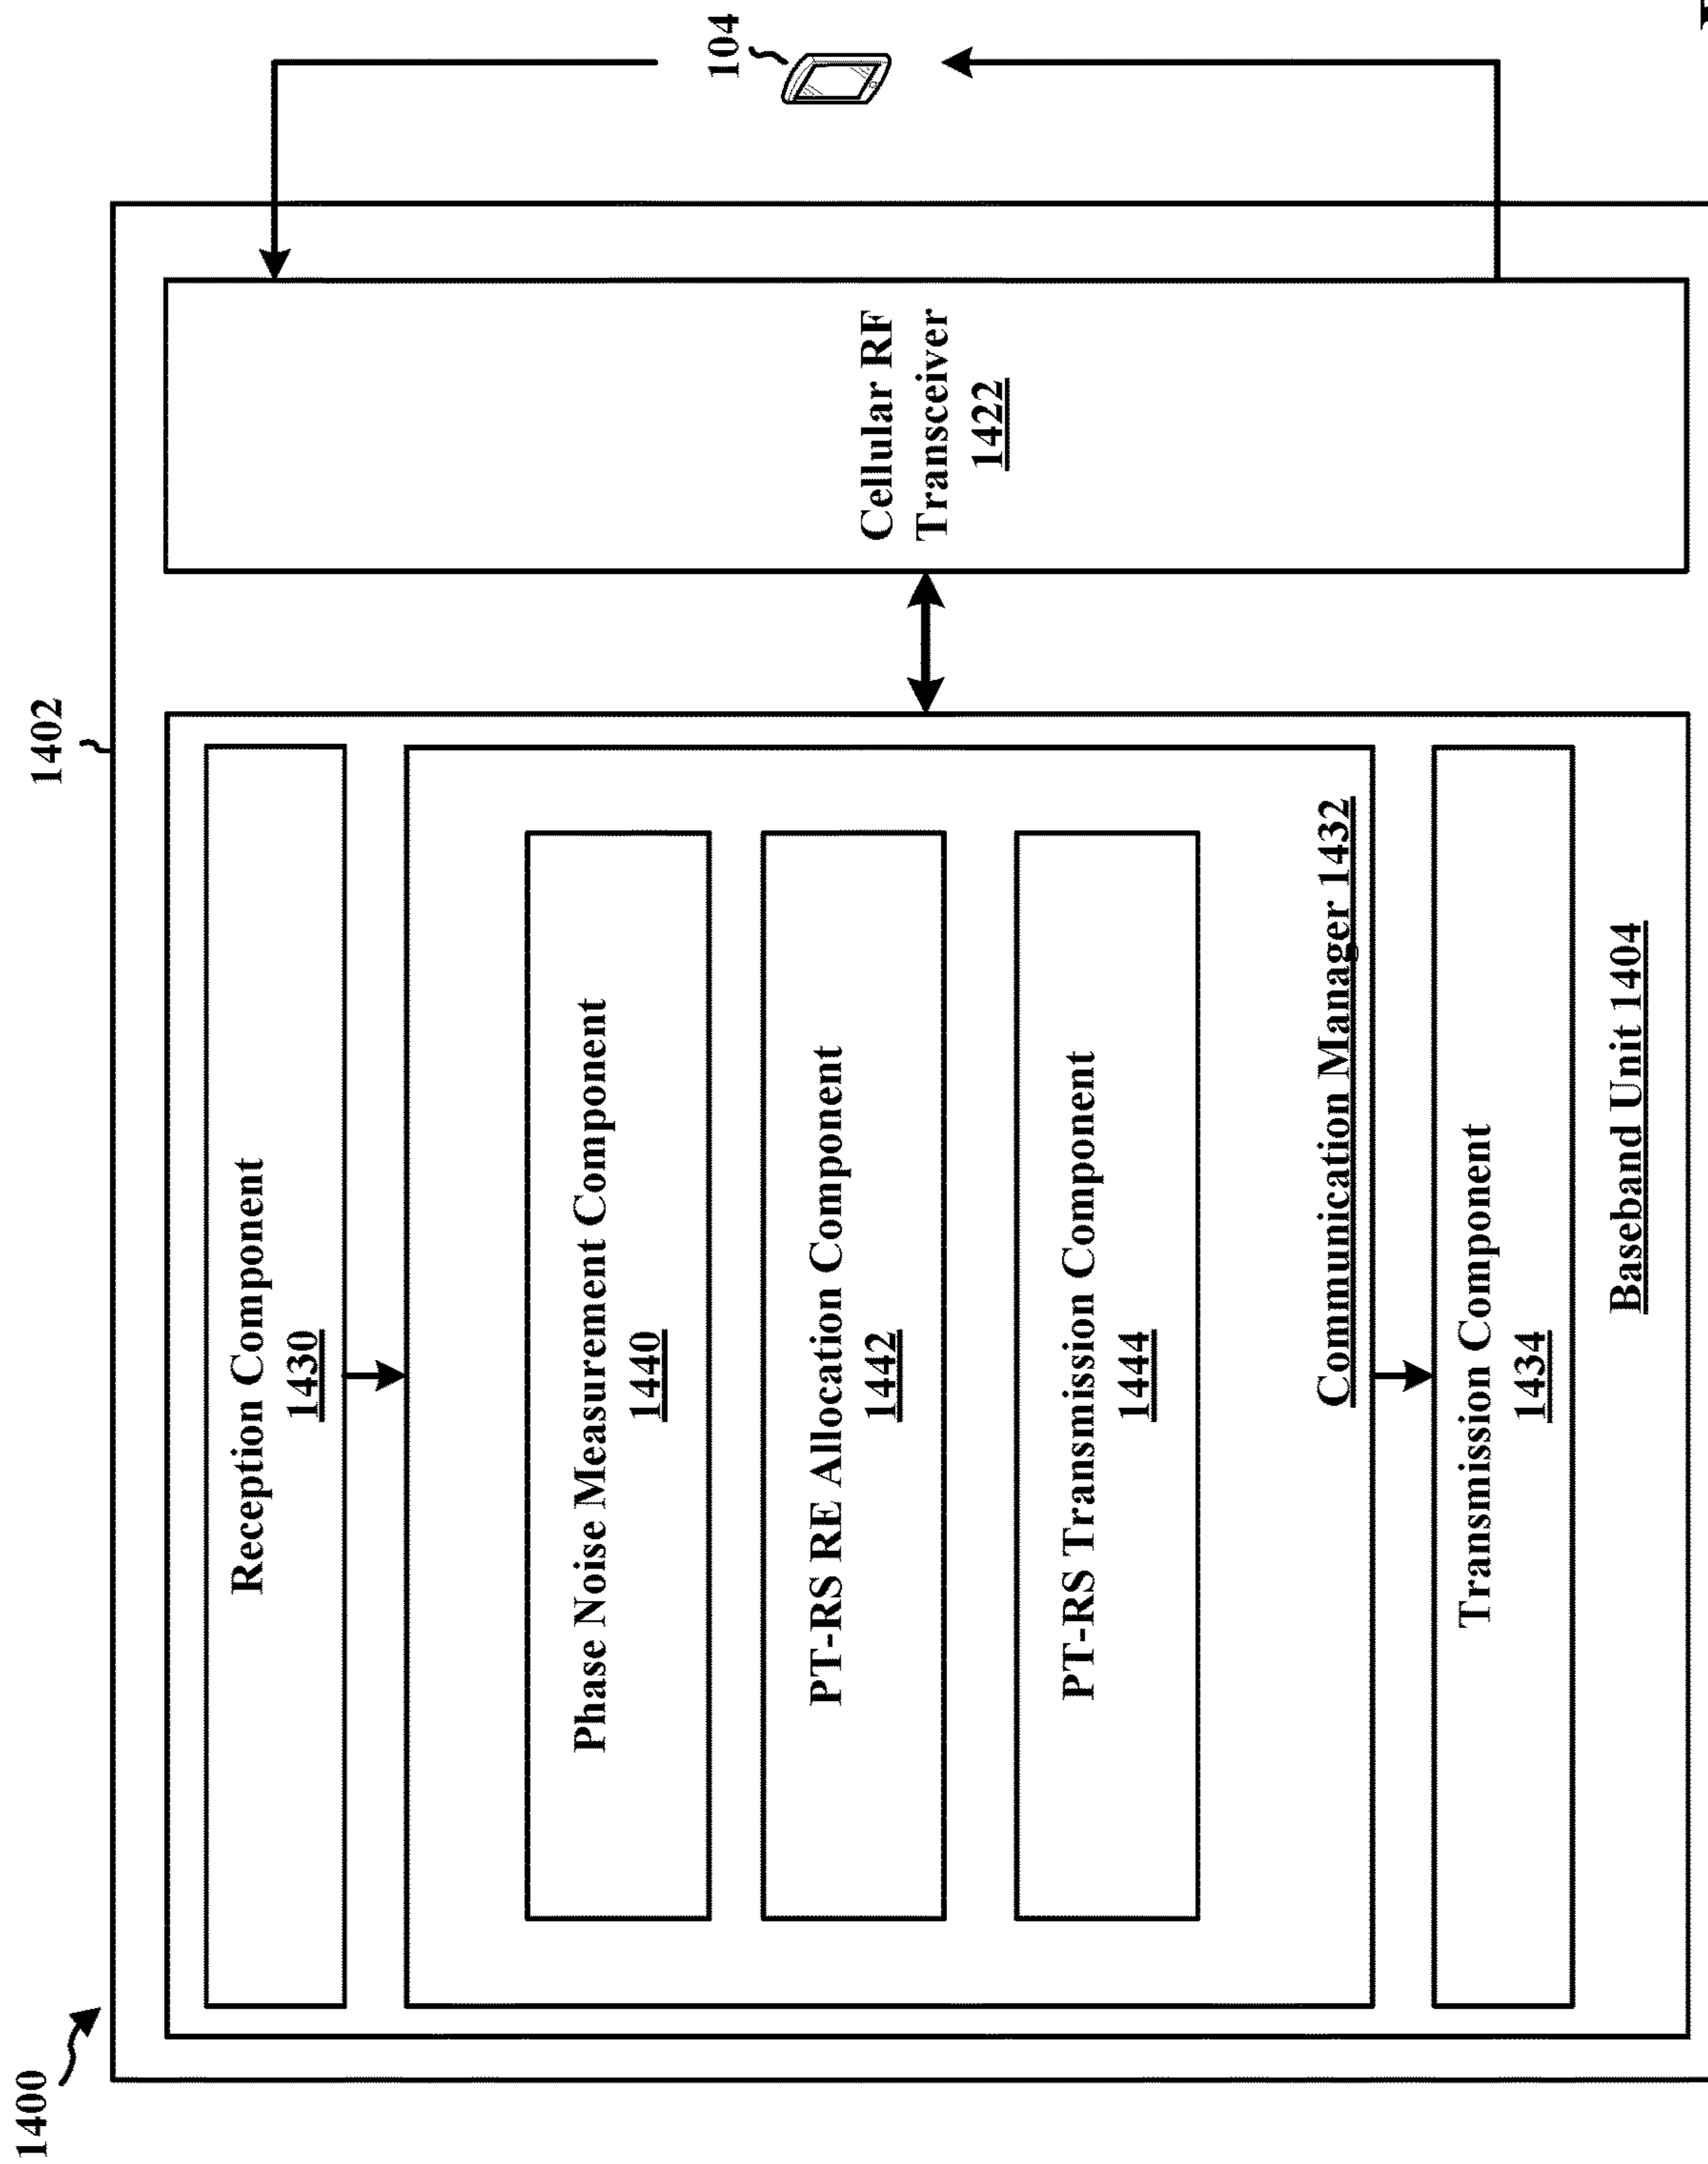 1400
1402
Reception Component
1430
Phase Noise Measurement Component
1440
PT-RS RE Allocation Component
1442
PT-RS Transmission Component
1444
Communication Manager 1432
Transmission Component
1434
Baseband Unit 1404
Cellular RF
Transceiver
1422
104